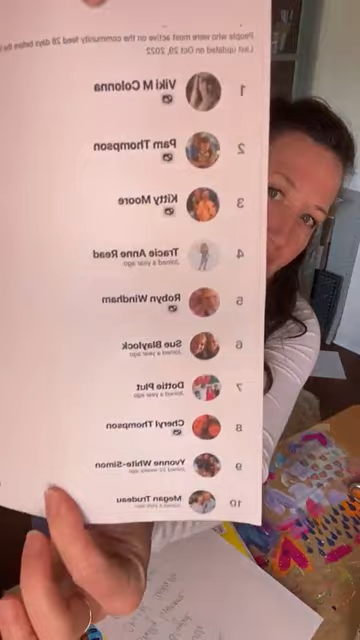 People who were most active on the community feed 28 days before
Last updated on Oct 29, 2022
1 Viki M Colonna
2 Pam Thompson
3 Kitty Moore
4 Tracie Anne Read
Joined a year ago
5 Robyn Windham
6 Sue Blaylock
Joined a year ago
7 Dottie Plut
Joined a year ago
8 Cheryl Thompson
9 Yvonne White-Simon
10 Megan Trudeau
Joined a year ago